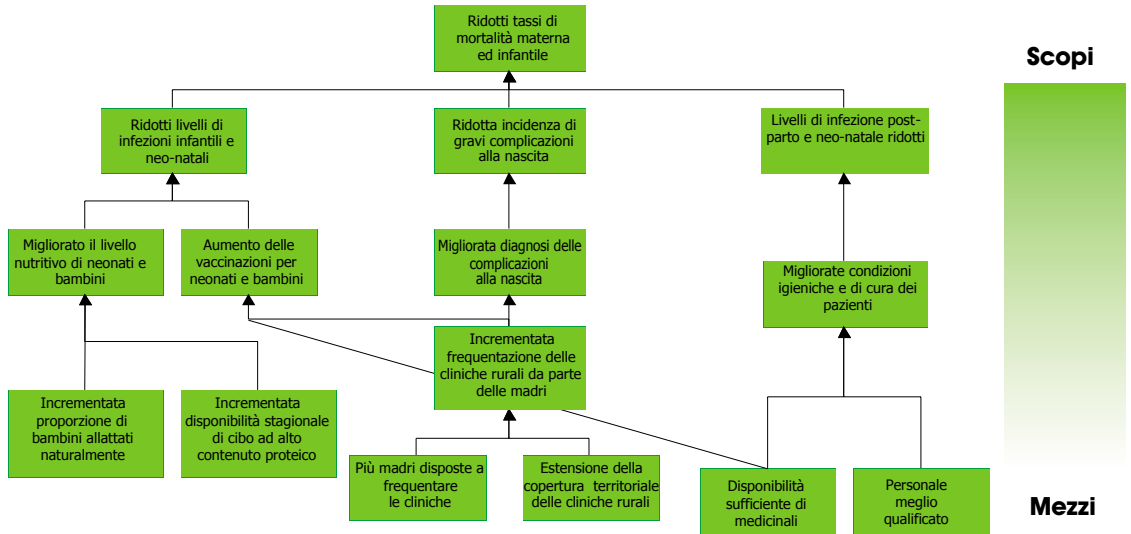 Ridotti tassi di
mortalità materna
ed infantile
Scopi
Ridotti livelli di
infezioni infantili e
neo-natali
Ridotta incidenza di
gravi complicazioni
alla nascita
Livelli di infezione post-
parto e neo-natale ridotti
Migliorato il livello
nutritivo di neonati e
bambini
Aumento delle
vaccinazioni per
neonati e bambini
Migliorata diagnosi delle
complicazioni
alla nascita
Migliorate condizioni
igieniche e di cura dei
pazienti
Incrementata
frequentazione delle
cliniche rurali da parte
delle madri
Incrementata
proporzione di
bambini allattati
naturalmente
Incrementata
disponibilità stagionale
di cibo ad alto
contenuto proteico
Più madri disposte a
frequentare
le cliniche
Estensione della
copertura territoriale
delle cliniche rurali
Disponibilità
sufficiente di
medicinali
Personale
meglio
qualificato
Mezzi